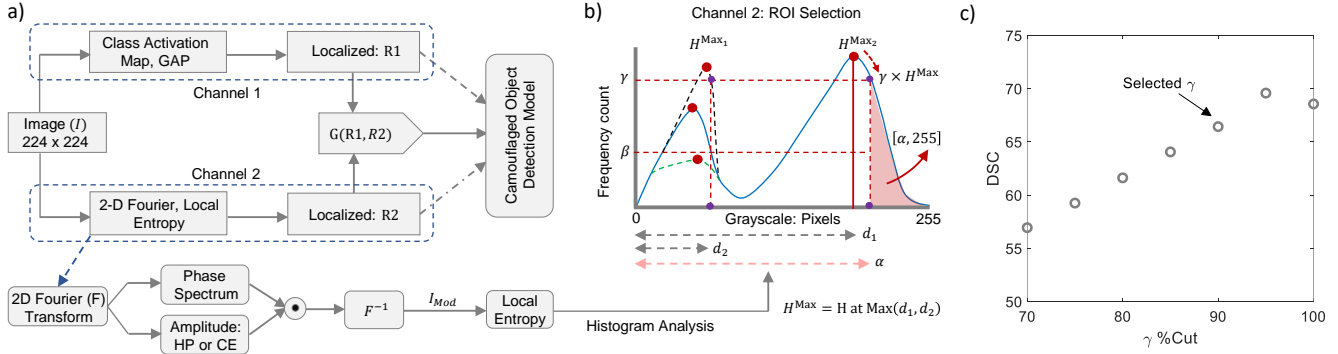 a)
Class Activation
Map, GAP
Localized: R1
Channel 1
Image (I)
224 x 224
G(R1,R2)
Camouflaged Object
Detection Model
Channel 2
2-D Fourier, Local
Entropy
Localized: R2
2D Fourier (F)
Transform
Phase
Spectrum
Amplitude:
HP or CE
F⁻¹
I_Mod
Local
Entropy
Histogram Analysis
b)
Channel 2: ROI Selection
H^Max₁
H^Max₂
γ
γ × H^Max
β
[α, 255]
Frequency count
0
Grayscale: Pixels
255
d₁
d₂
α
H^Max = H at Max(d₁, d₂)
c)
75
70
65
60
55
50
DSC
Selected γ
70
80
90
100
γ %Cut